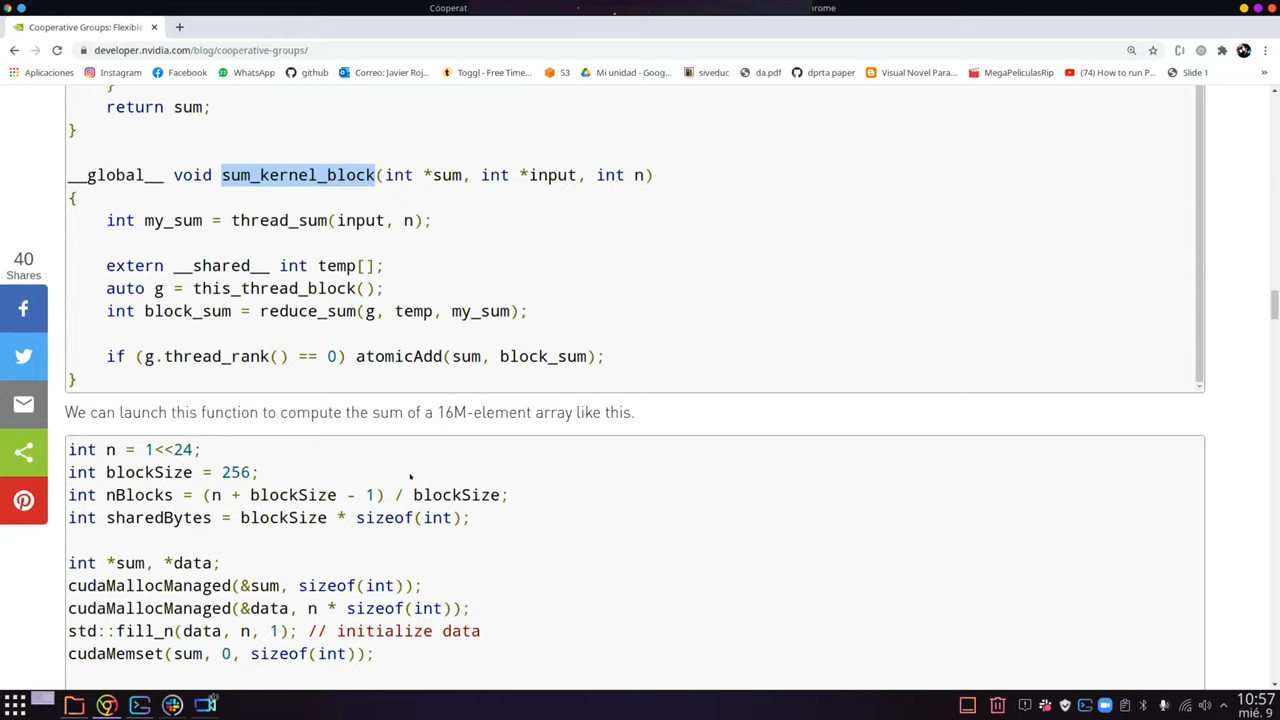 Cooperat
hrome
Cooperative Groups: Flexibl
developer.nvidia.com/blog/cooperative-groups/
Aplicaciones
Instagram
Facebook
WhatsApp
github
Correo: Javier Roj...
Toggl - Free Time...
S3
Mi unidad - Goog...
siveduc
da.pdf
dprta paper
Visual Novel Para...
MegaPeliculasRip
(74) How to run P...
Slide 1
}
return sum;
}
__global__ void sum_kernel_block(int *sum, int *input, int n)
{
int my_sum = thread_sum(input, n);
extern __shared__ int temp[];
auto g = this_thread_block();
int block_sum = reduce_sum(g, temp, my_sum);
if (g.thread_rank() == 0) atomicAdd(sum, block_sum);
}
40
Shares
We can launch this function to compute the sum of a 16M-element array like this.
int n = 1<<24;
int blockSize = 256;
int nBlocks = (n + blockSize - 1) / blockSize;
int sharedBytes = blockSize * sizeof(int);
int *sum, *data;
cudaMallocManaged(&sum, sizeof(int));
cudaMallocManaged(&data, n * sizeof(int));
std::fill_n(data, n, 1); // initialize data
cudaMemset(sum, 0, sizeof(int));
10:57
mié. 9